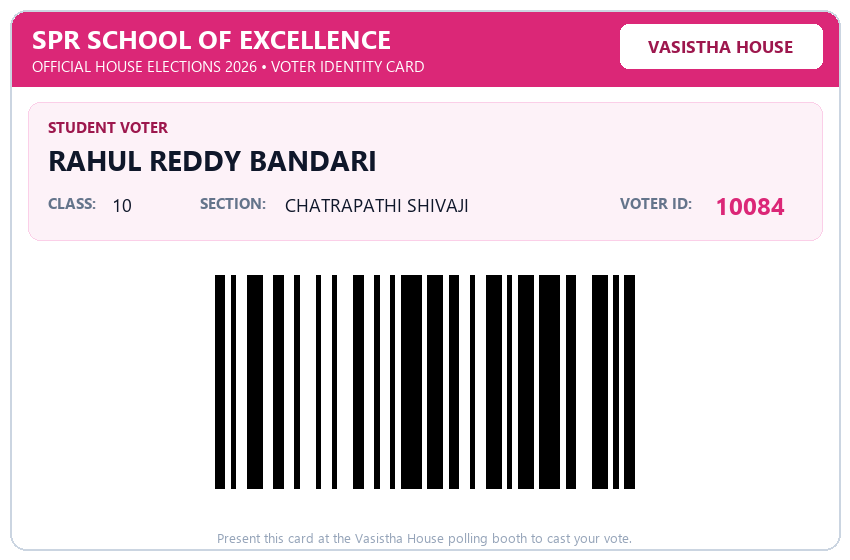 SPR SCHOOL OF EXCELLENCE
OFFICIAL HOUSE ELECTIONS 2026 • VOTER IDENTITY CARD
VASISTHA HOUSE
STUDENT VOTER
RAHUL REDDY BANDARI
CLASS: 10 SECTION: CHATRAPATHI SHIVAJI VOTER ID: 10084
Present this card at the Vasistha House polling booth to cast your vote.